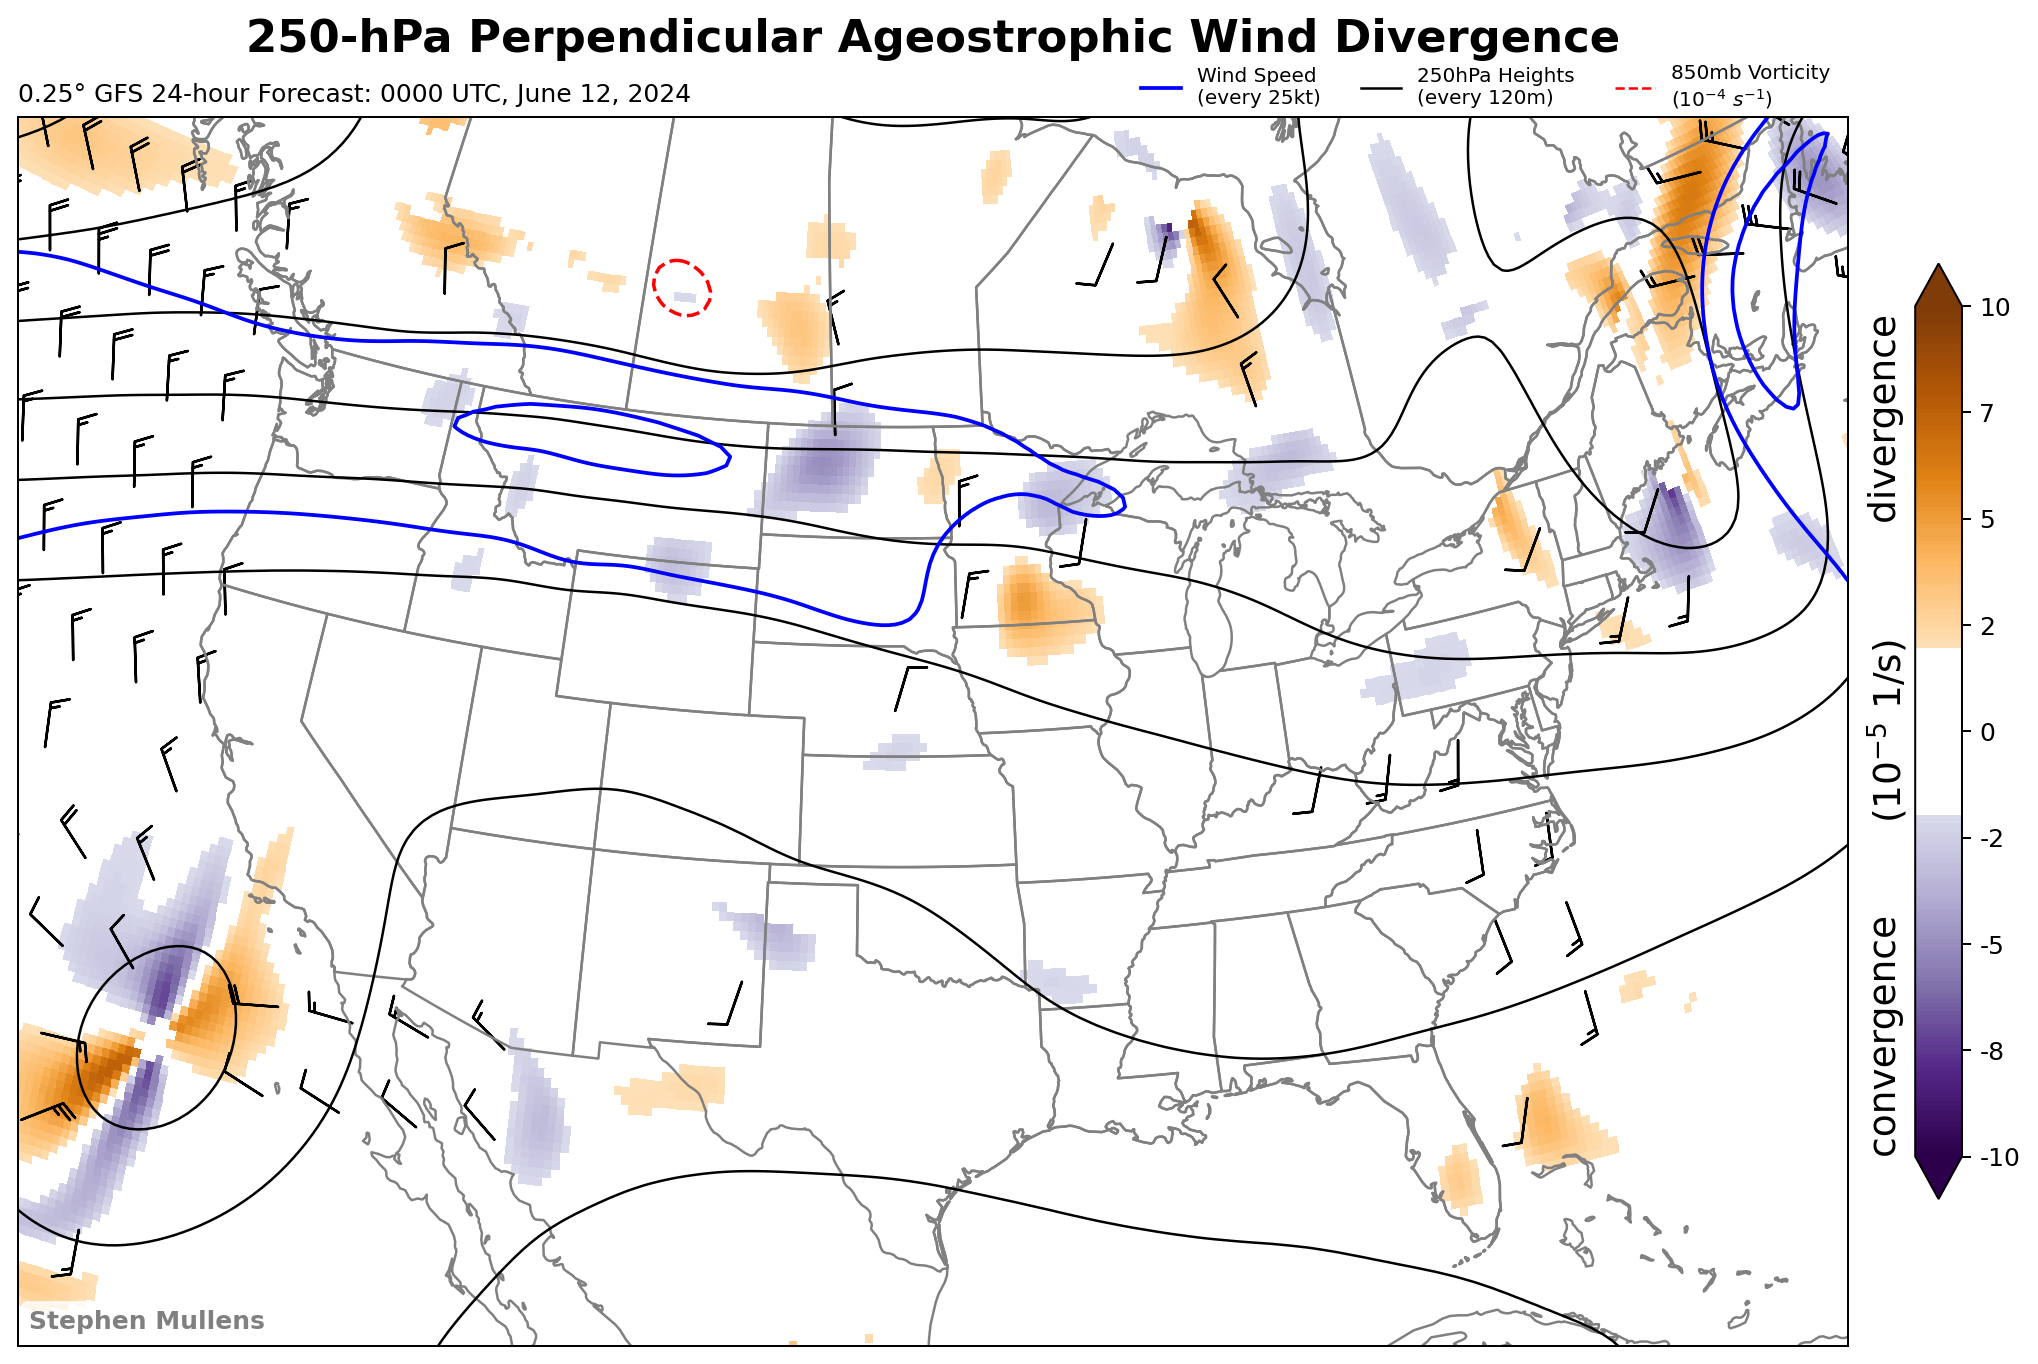 250-hPa Perpendicular Ageostrophic Wind Divergence
0.25° GFS 24-hour Forecast: 0000 UTC, June 12, 2024
Wind Speed
(every 25kt)
250hPa Heights
(every 120m)
850mb Vorticity
(10⁻⁴ s⁻¹)
10
7
5
2
0
-2
-5
-8
-10
convergence (10⁻⁵ 1/s) divergence
Stephen Mullens